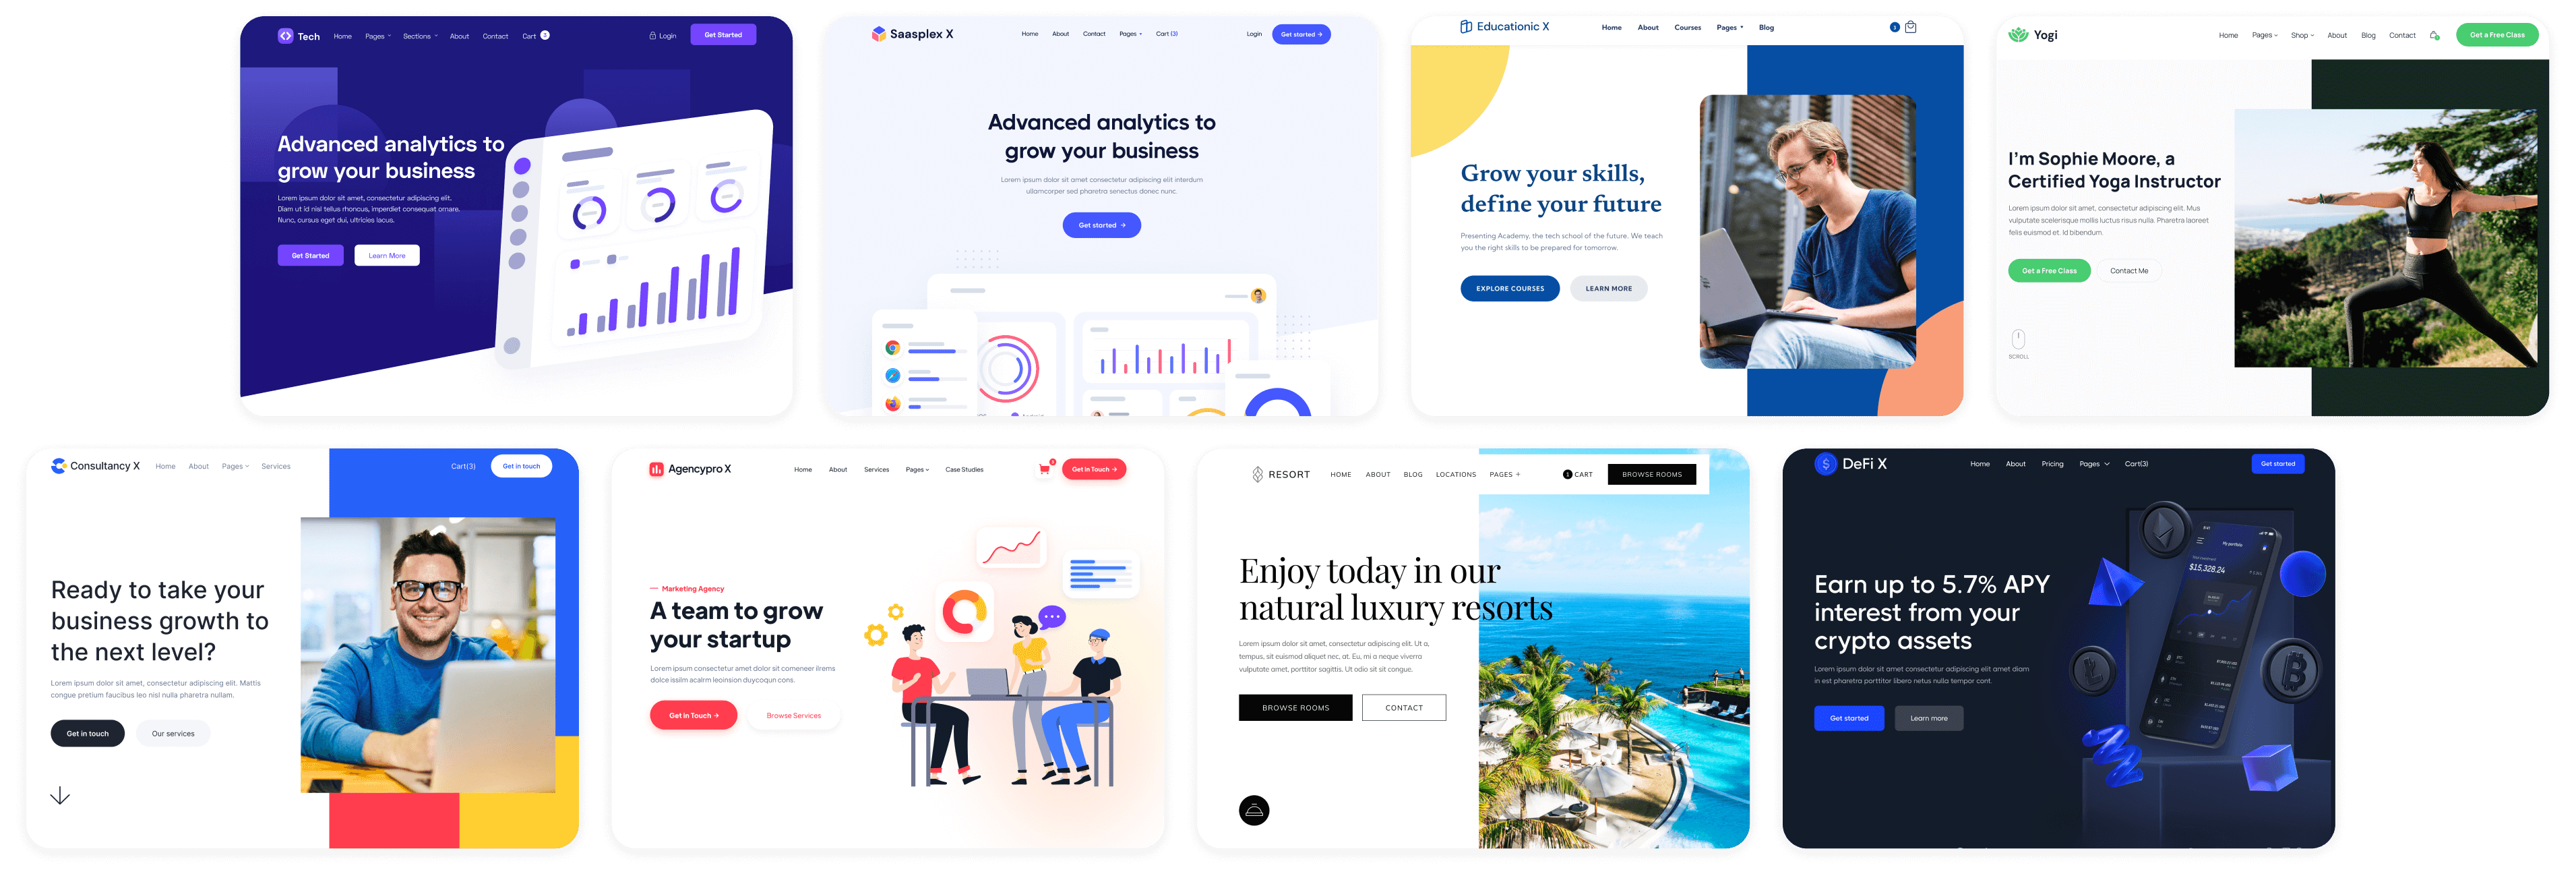 Tech Home Pages Sections About Contact Cart Login Get Started
Advanced analytics to
grow your business
Lorem ipsum dolor sit amet, consectetur adipiscing elit.
Diam ut id nisl tellus rhoncus, imperdiet consequat ornare.
Nunc, cursus eget dui, ultricies lacus.
Get Started Learn More
Saasplex X Home About Contact Pages Cart (3) Login Get started →
Advanced analytics to
grow your business
Lorem ipsum dolor sit amet consectetur adipiscing elit interdum
ullamcorper sed pharetra senectus donec nunc.
Get started →
Educationic X Home About Courses Pages Blog
Grow your skills,
define your future
Presenting Academy, the tech school of the future. We teach
you the right skills to be prepared for tomorrow.
EXPLORE COURSES LEARN MORE
Yogi Home Pages Shop About Blog Contact Get a Free Class
I'm Sophie Moore, a
Certified Yoga Instructor
Lorem ipsum dolor sit amet, consectetur adipiscing elit. Mus
vulputate scelerisque mollis luctus risus nulla. Pharetra laoreet
felis euismod et. Id bibendum.
Get a Free Class Contact Me
SCROLL
Consultancy X Home About Pages Services Cart(3) Get in touch
Ready to take your
business growth to
the next level?
Lorem ipsum dolor sit amet, consectetur adipiscing elit. Mattis
congue pretium faucibus leo nisl nulla pharetra nullam.
Get in touch Our services
Agencypro X Home About Services Pages Case Studies Get in Touch →
Marketing Agency
A team to grow
your startup
Lorem ipsum consectetur amet dolor sit comeneer ilrems
dolce issilm acalrm leoinsion duycoqun cons.
Get in Touch → Browse Services
RESORT HOME ABOUT BLOG LOCATIONS PAGES + CART BROWSE ROOMS
Enjoy today in our
natural luxury resorts
Lorem ipsum dolor sit amet, consectetur adipiscing elit. Ut a,
tempus, sit euismod aliquet nec, at. Eu, mi a neque viverra
vulputate amet, porttitor sagittis. Ut odio sit sit congue.
BROWSE ROOMS CONTACT
DeFi X Home About Pricing Pages Cart(3) Get started
Earn up to 5.7% APY
interest from your
crypto assets
Lorem ipsum dolor sit amet consectetur adipiscing elit amet diam
in est pharetra porttitor libero netus nulla tempor cont.
Get started Learn more
My portfolio
$15,328.24